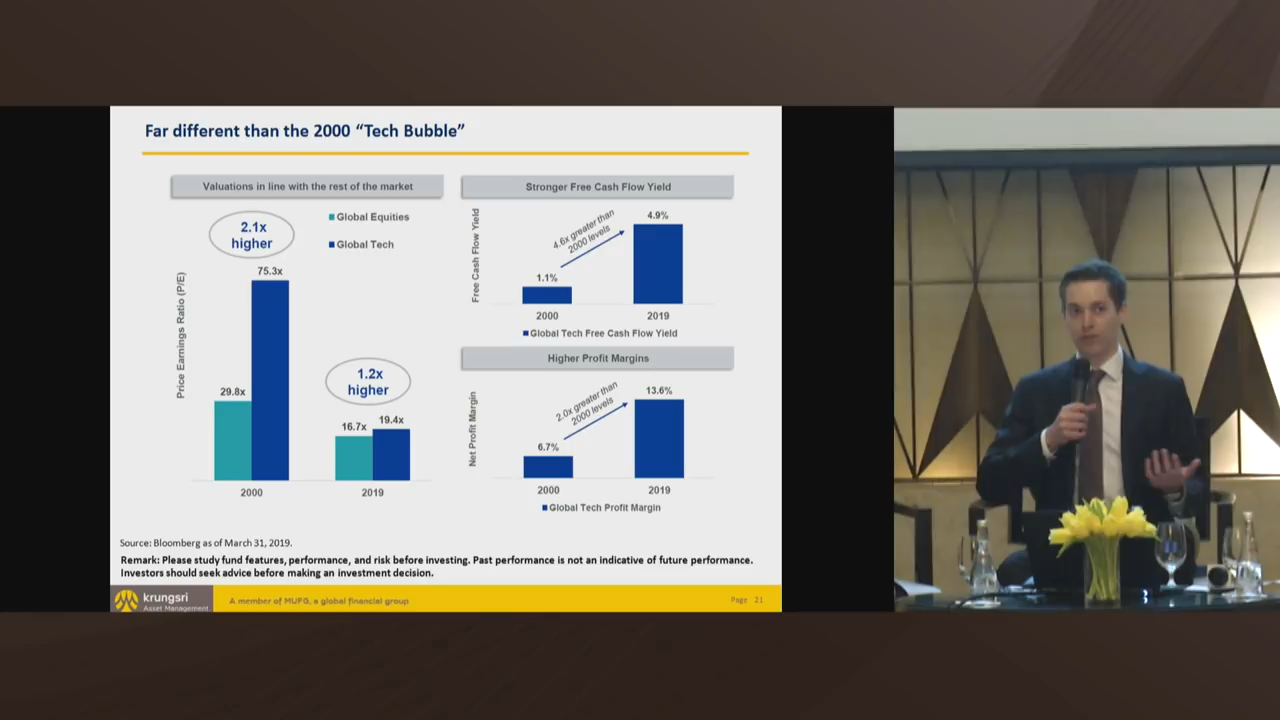 Far different than the 2000 “Tech Bubble”
Valuations in line with the rest of the market
2.1x
higher
Global Equities
Global Tech
75.3x
29.8x
1.2x
higher
16.7x
19.4x
Price Earnings Ratio (P/E)
2000
2019
Stronger Free Cash Flow Yield
Free Cash Flow Yield
4.6x greater than
2000 levels
1.1%
4.9%
2000
2019
Global Tech Free Cash Flow Yield
Higher Profit Margins
Net Profit Margin
2.0x greater than
2000 levels
6.7%
13.6%
2000
2019
Global Tech Profit Margin
Source: Bloomberg as of March 31, 2019.
Remark: Please study fund features, performance, and risk before investing. Past performance is not an indicative of future performance.
Investors should seek advice before making an investment decision.
krungsri
Asset Management
A member of MUFG, a global financial group
Page 21